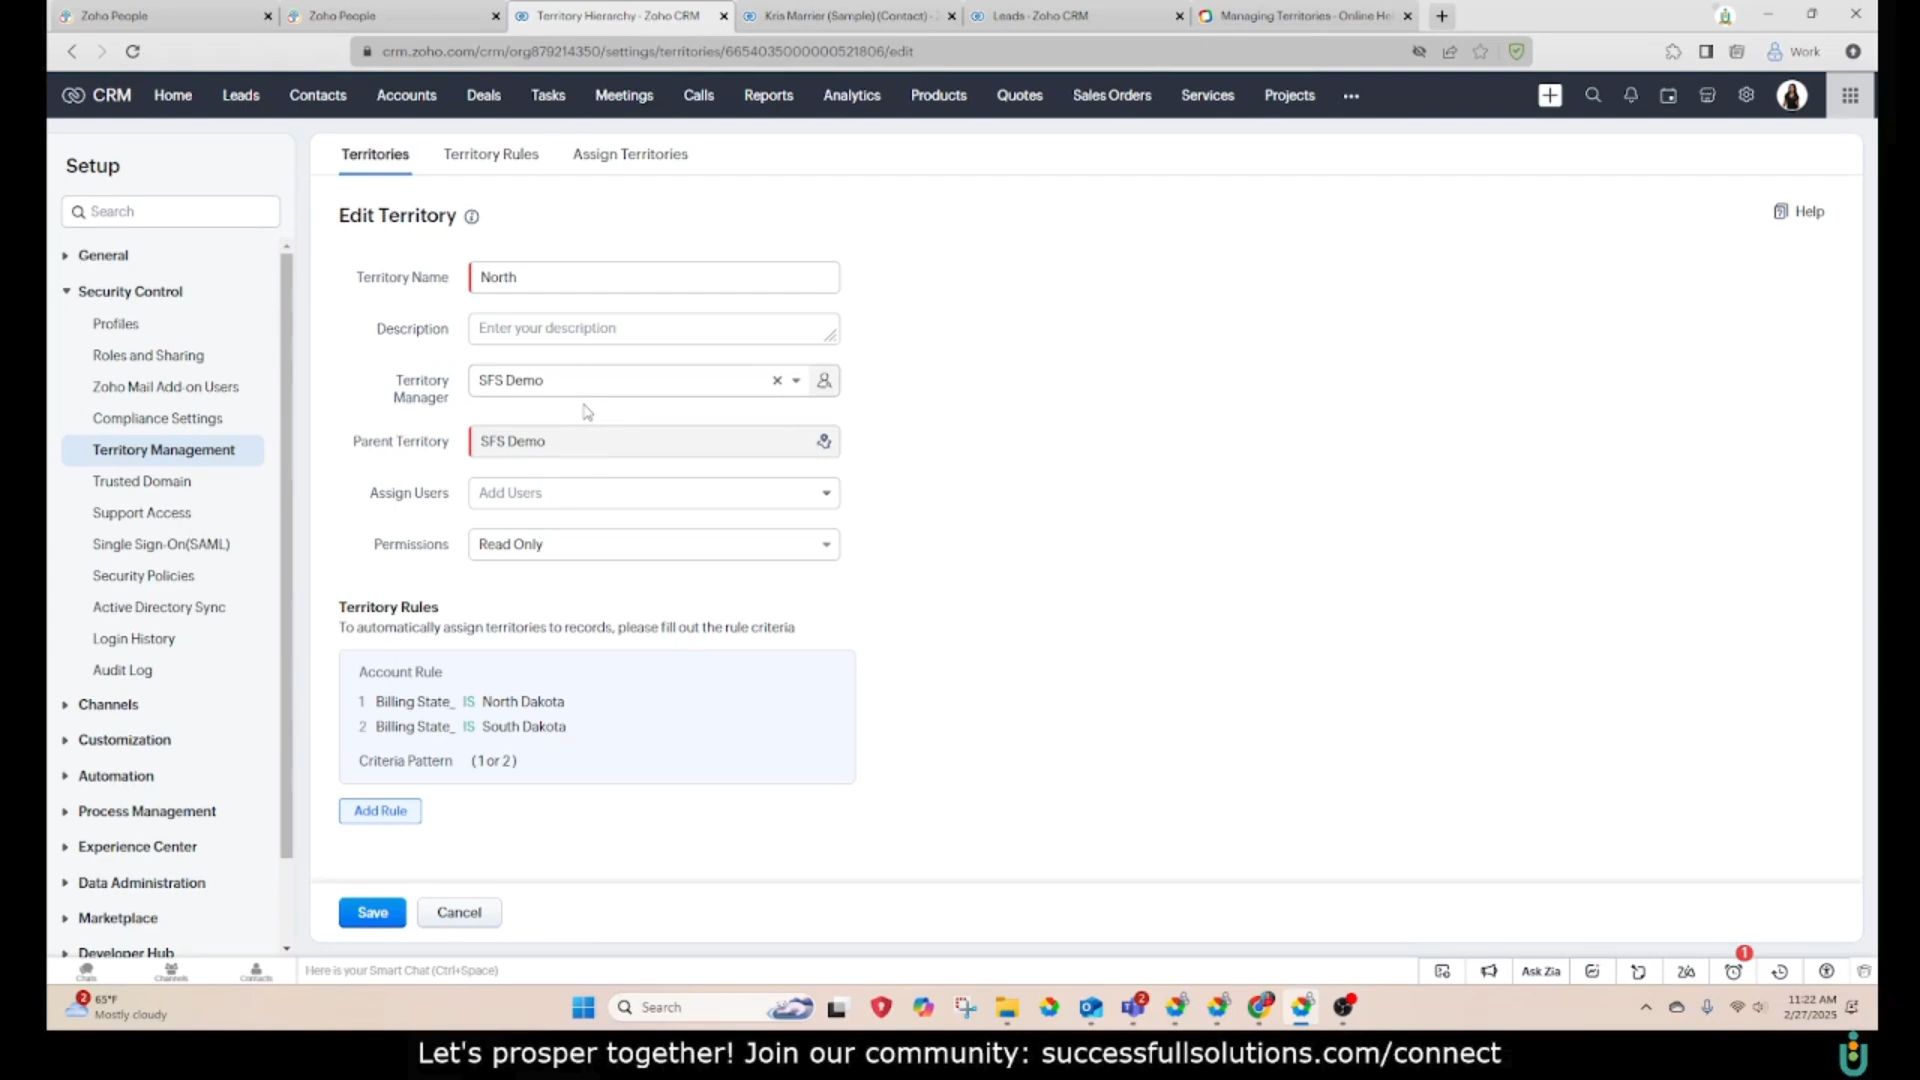 Zoho People
Zoho People
Territory Hierarchy - Zoho CRM
Kris Marrier (Sample) (Contact) -
Leads - Zoho CRM
Managing Territories - Online He
crm.zoho.com/crm/org879214350/settings/territories/6654035000000521806/edit
Work
CRM
Home
Leads
Contacts
Accounts
Deals
Tasks
Meetings
Calls
Reports
Analytics
Products
Quotes
Sales Orders
Services
Projects
Setup
Search
General
Security Control
Profiles
Roles and Sharing
Zoho Mail Add-on Users
Compliance Settings
Territory Management
Trusted Domain
Support Access
Single Sign-On(SAML)
Security Policies
Active Directory Sync
Login History
Audit Log
Channels
Customization
Automation
Process Management
Experience Center
Data Administration
Marketplace
Developer Hub
Territories
Territory Rules
Assign Territories
Edit Territory
Help
Territory Name
North
Description
Enter your description
Territory
Manager
SFS Demo
Parent Territory
SFS Demo
Assign Users
Add Users
Permissions
Read Only
Territory Rules
To automatically assign territories to records, please fill out the rule criteria
Account Rule
1 Billing State_ IS North Dakota
2 Billing State_ IS South Dakota
Criteria Pattern (1 or 2)
Add Rule
Save
Cancel
Chats
Channels
Contacts
Here is your Smart Chat (Ctrl+Space)
Ask Zia
1
2
65°F
Mostly cloudy
Search
2
11:22 AM
2/27/2025
Let's prosper together! Join our community: successfullsolutions.com/connect